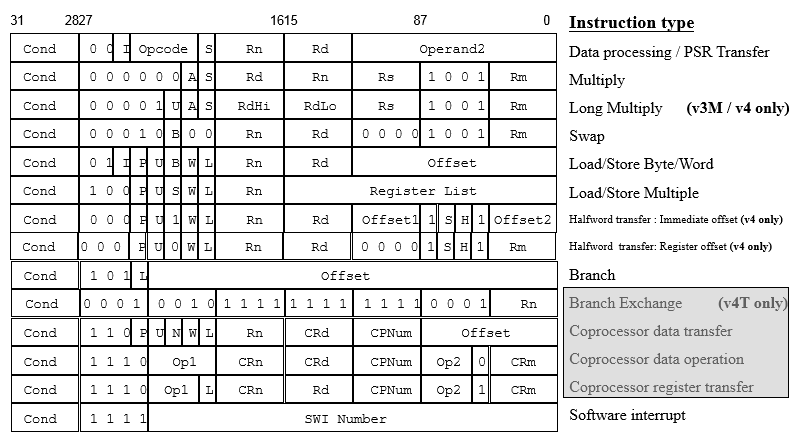 31 2827 1615 87 0 Instruction type
Cond 0 0 I Opcode S Rn Rd Operand2 Data processing / PSR Transfer
Cond 0 0 0 0 0 0 A S Rd Rn Rs 1 0 0 1 Rm Multiply
Cond 0 0 0 0 1 U A S RdHi RdLo Rs 1 0 0 1 Rm Long Multiply (v3M / v4 only)
Cond 0 0 0 1 0 B 0 0 Rn Rd 0 0 0 0 1 0 0 1 Rm Swap
Cond 0 1 I P U B W L Rn Rd Offset Load/Store Byte/Word
Cond 1 0 0 P U S W L Rn Register List Load/Store Multiple
Cond 0 0 0 P U 1 W L Rn Rd Offset1 1 S H 1 Offset2 Halfword transfer : Immediate offset (v4 only)
Cond 0 0 0 P U 0 W L Rn Rd 0 0 0 0 1 S H 1 Rm Halfword transfer: Register offset (v4 only)
Cond 1 0 1 L Offset Branch
Cond 0 0 0 1 0 0 1 0 1 1 1 1 1 1 1 1 1 1 1 1 0 0 0 1 Rn Branch Exchange (v4T only)
Cond 1 1 0 P U N W L Rn CRd CPNum Offset Coprocessor data transfer
Cond 1 1 1 0 Op1 CRn CRd CPNum Op2 0 CRm Coprocessor data operation
Cond 1 1 1 0 Op1 L CRn Rd CPNum Op2 1 CRm Coprocessor register transfer
Cond 1 1 1 1 SWI Number Software interrupt